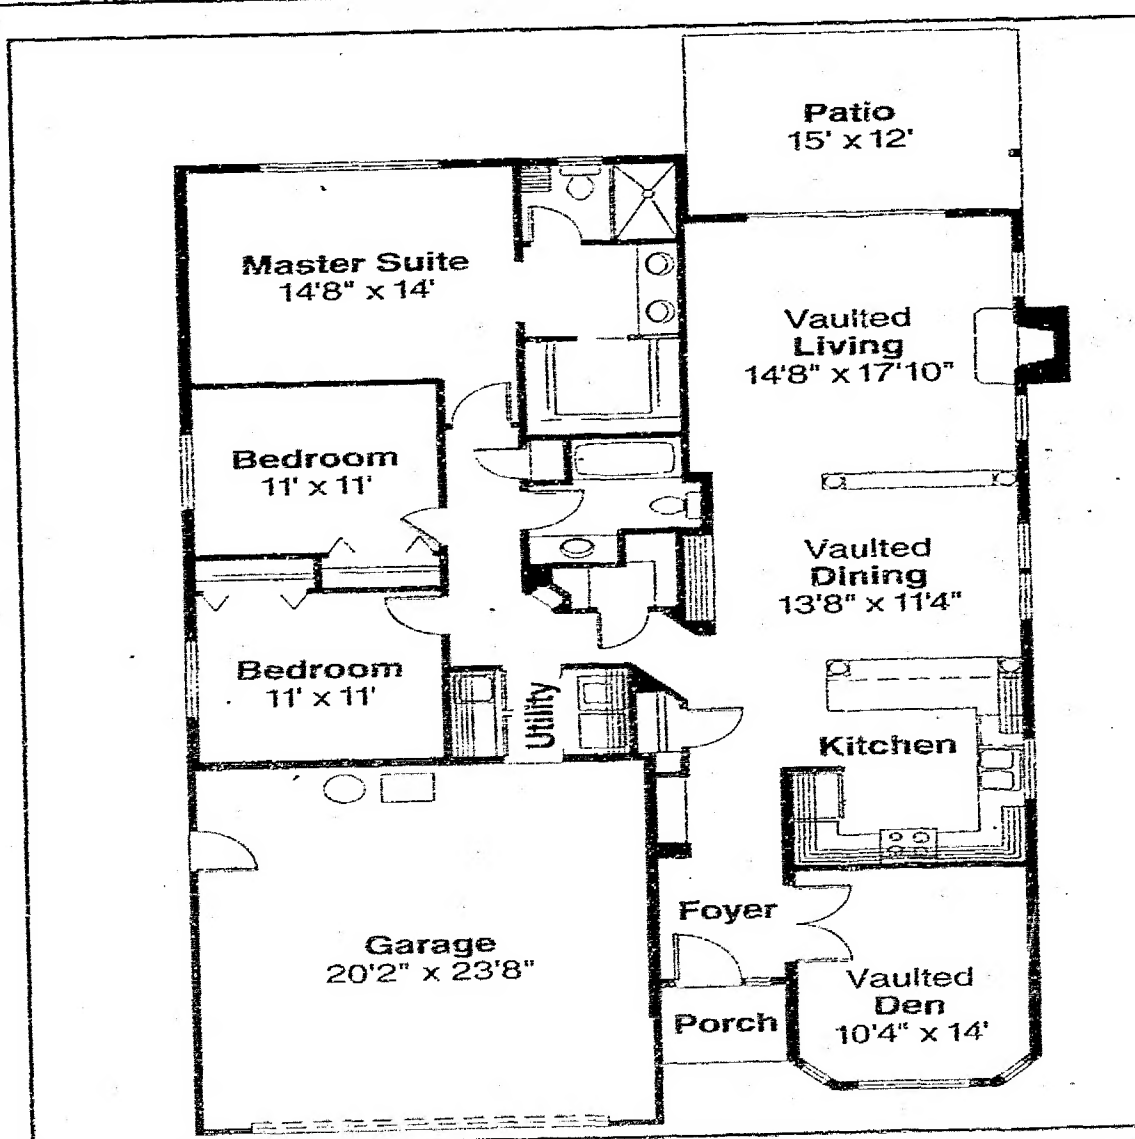 Patio
15' x 12'
Master Suite
14'8" x 14'
Vaulted
Living
14'8" x 17'10"
Bedroom
11' x 11'
Vaulted
Dining
13'8" x 11'4"
Bedroom
11' x 11'
Utility
Kitchen
Foyer
Garage
20'2" x 23'8"
Vaulted
Den
10'4" x 14'
Porch